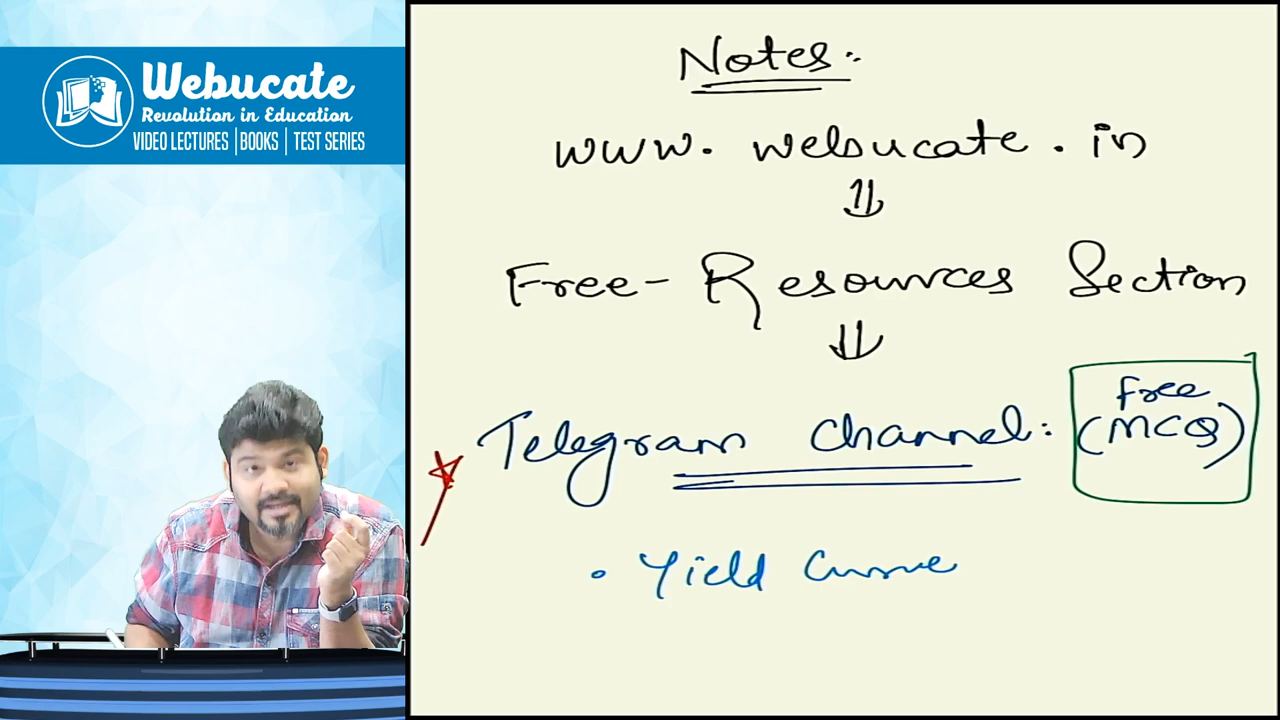 Webucate
Revolution in Education
VIDEO LECTURES | BOOKS | TEST SERIES
Notes:
www.webucate.in
Free-Resources Section
Telegram Channel: (Free MCQ)
• Yield Curve